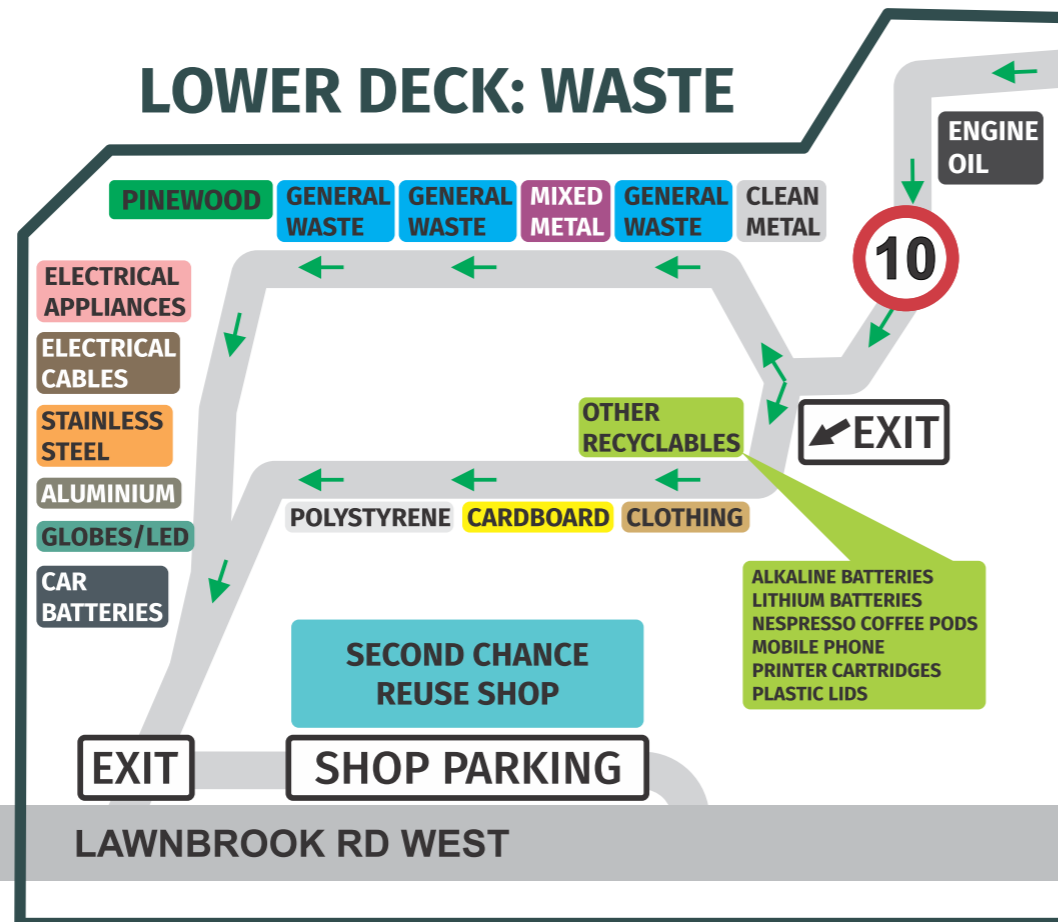 LOWER DECK: WASTE
ENGINE
OIL
PINEWOOD
GENERAL
WASTE
GENERAL
WASTE
MIXED
METAL
GENERAL
WASTE
CLEAN
METAL
10
ELECTRICAL
APPLIANCES
ELECTRICAL
CABLES
STAINLESS
STEEL
ALUMINIUM
GLOBES/LED
CAR
BATTERIES
OTHER
RECYCLABLES
EXIT
POLYSTYRENE
CARDBOARD
CLOTHING
ALKALINE BATTERIES
LITHIUM BATTERIES
NESPRESSO COFFEE PODS
MOBILE PHONE
PRINTER CARTRIDGES
PLASTIC LIDS
SECOND CHANCE
REUSE SHOP
EXIT
SHOP PARKING
LAWNBROOK RD WEST